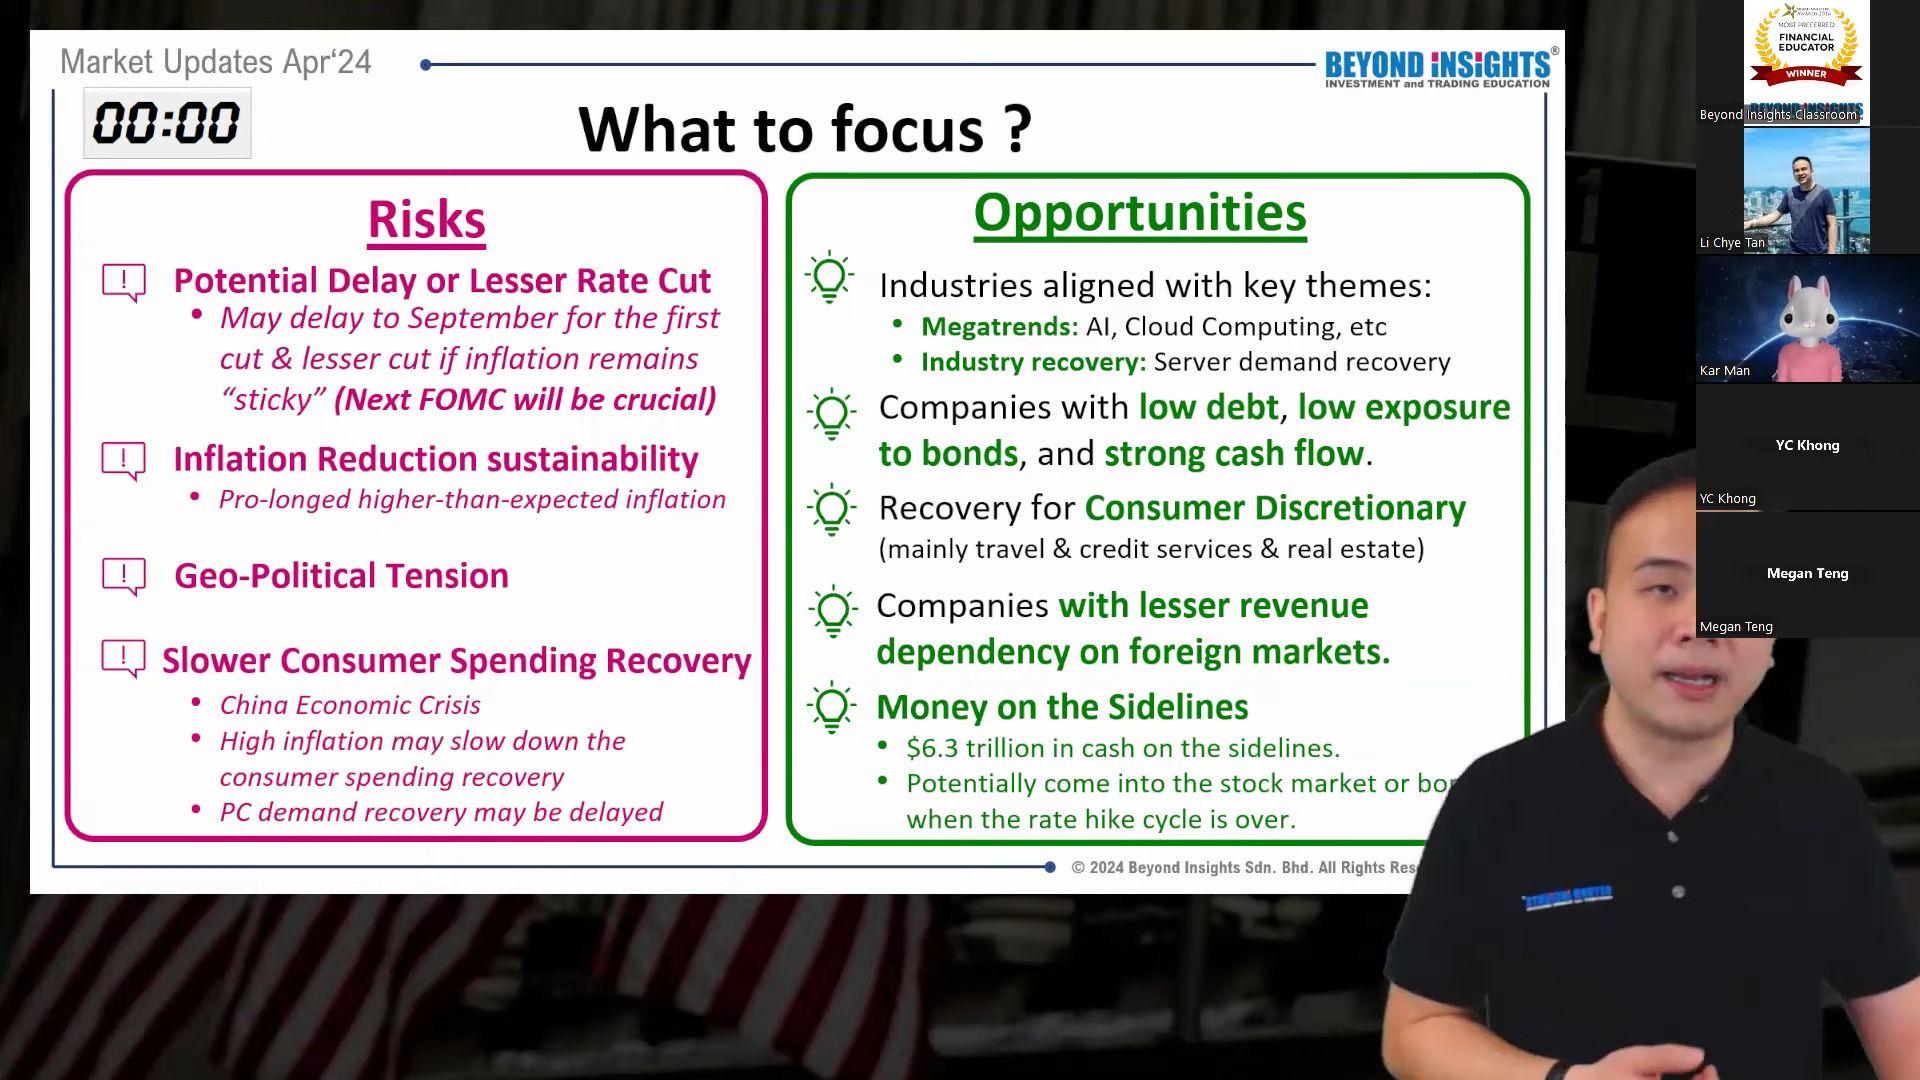 Market Updates Apr‘24
BEYOND INSIGHTS®
INVESTMENT and TRADING EDUCATION
00:00
What to focus ?
Risks
Potential Delay or Lesser Rate Cut
• May delay to September for the first
cut & lesser cut if inflation remains
“sticky” (Next FOMC will be crucial)
Inflation Reduction sustainability
• Pro-longed higher-than-expected inflation
Geo-Political Tension
Slower Consumer Spending Recovery
• China Economic Crisis
• High inflation may slow down the
consumer spending recovery
• PC demand recovery may be delayed
Opportunities
Industries aligned with key themes:
• Megatrends: AI, Cloud Computing, etc
• Industry recovery: Server demand recovery
Companies with low debt, low exposure
to bonds, and strong cash flow.
Recovery for Consumer Discretionary
(mainly travel & credit services & real estate)
Companies with lesser revenue
dependency on foreign markets.
Money on the Sidelines
• $6.3 trillion in cash on the sidelines.
• Potentially come into the stock market or bo
when the rate hike cycle is over.
© 2024 Beyond Insights Sdn. Bhd. All Rights Res
MOST PREFERRED
FINANCIAL
EDUCATOR
WINNER
Beyond Insights Classroom
Li Chye Tan
Kar Man
YC Khong
YC Khong
Megan Teng
Megan Teng